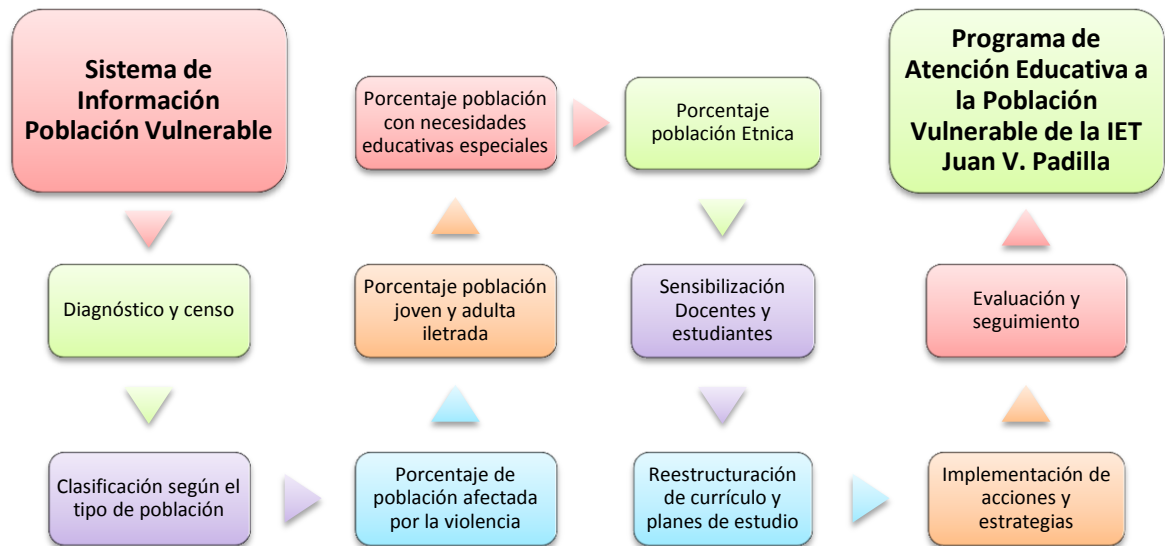 Sistema de
Información
Población Vulnerable
Diagnóstico y censo
Clasificación según el
tipo de población
Porcentaje de
población afectada
por la violencia
Porcentaje población
joven y adulta
iletrada
Porcentaje población
con necesidades
educativas especiales
Porcentaje
población Etnica
Sensibilización
Docentes y
estudiantes
Reestructuración
de currículo y
planes de estudio
Implementación de
acciones y
estrategias
Evaluación y
seguimiento
Programa de
Atención Educativa a
la Población
Vulnerable de la IET
Juan V. Padilla